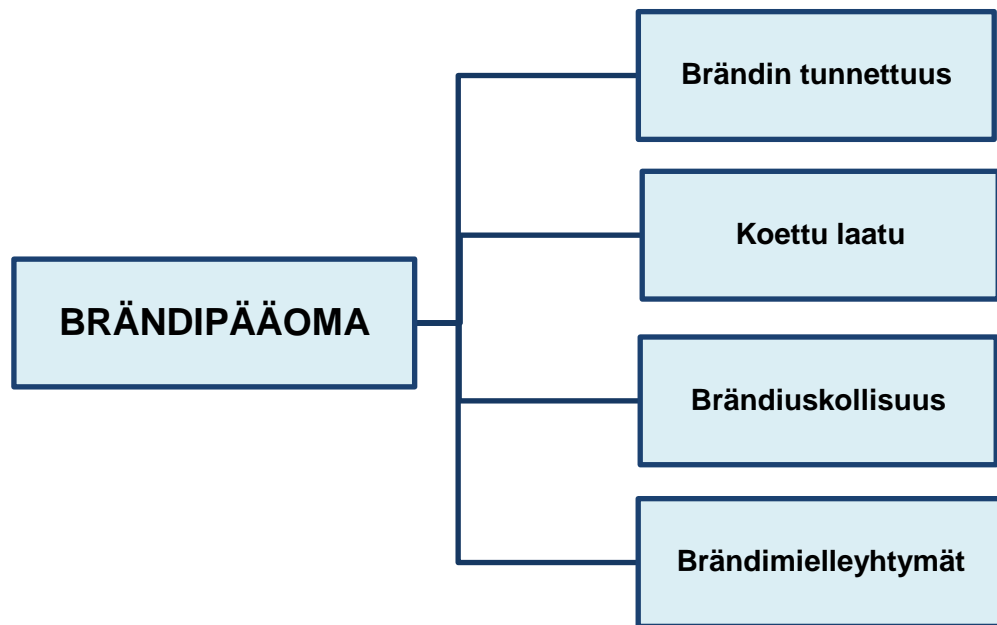 Brändin tunnettuus
Koettu laatu
BRÄNDIPÄÄOMA
Brändiuskollisuus
Brändimielleyhtymät